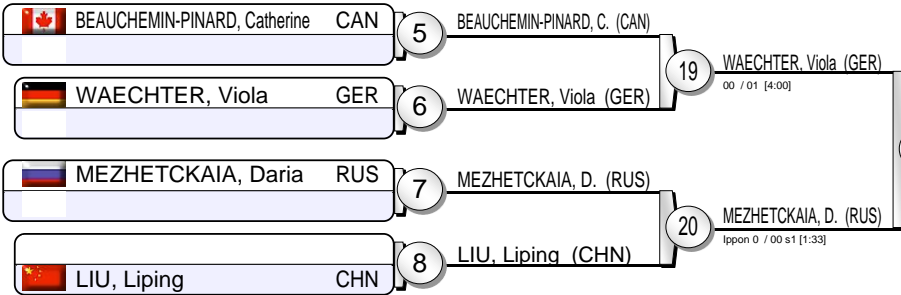 BEAUCHEMIN-PINARD, Catherine CAN
5
BEAUCHEMIN-PINARD, C. (CAN)
WAECHTER, Viola GER
6
WAECHTER, Viola (GER)
19
WAECHTER, Viola (GER)
00 / 01 [4:00]
MEZHETCKAIA, Daria RUS
7
MEZHETCKAIA, D. (RUS)
20
MEZHETCKAIA, D. (RUS)
Ippon 0 / 00 s1 [1:33]
LIU, Liping CHN
8
LIU, Liping (CHN)